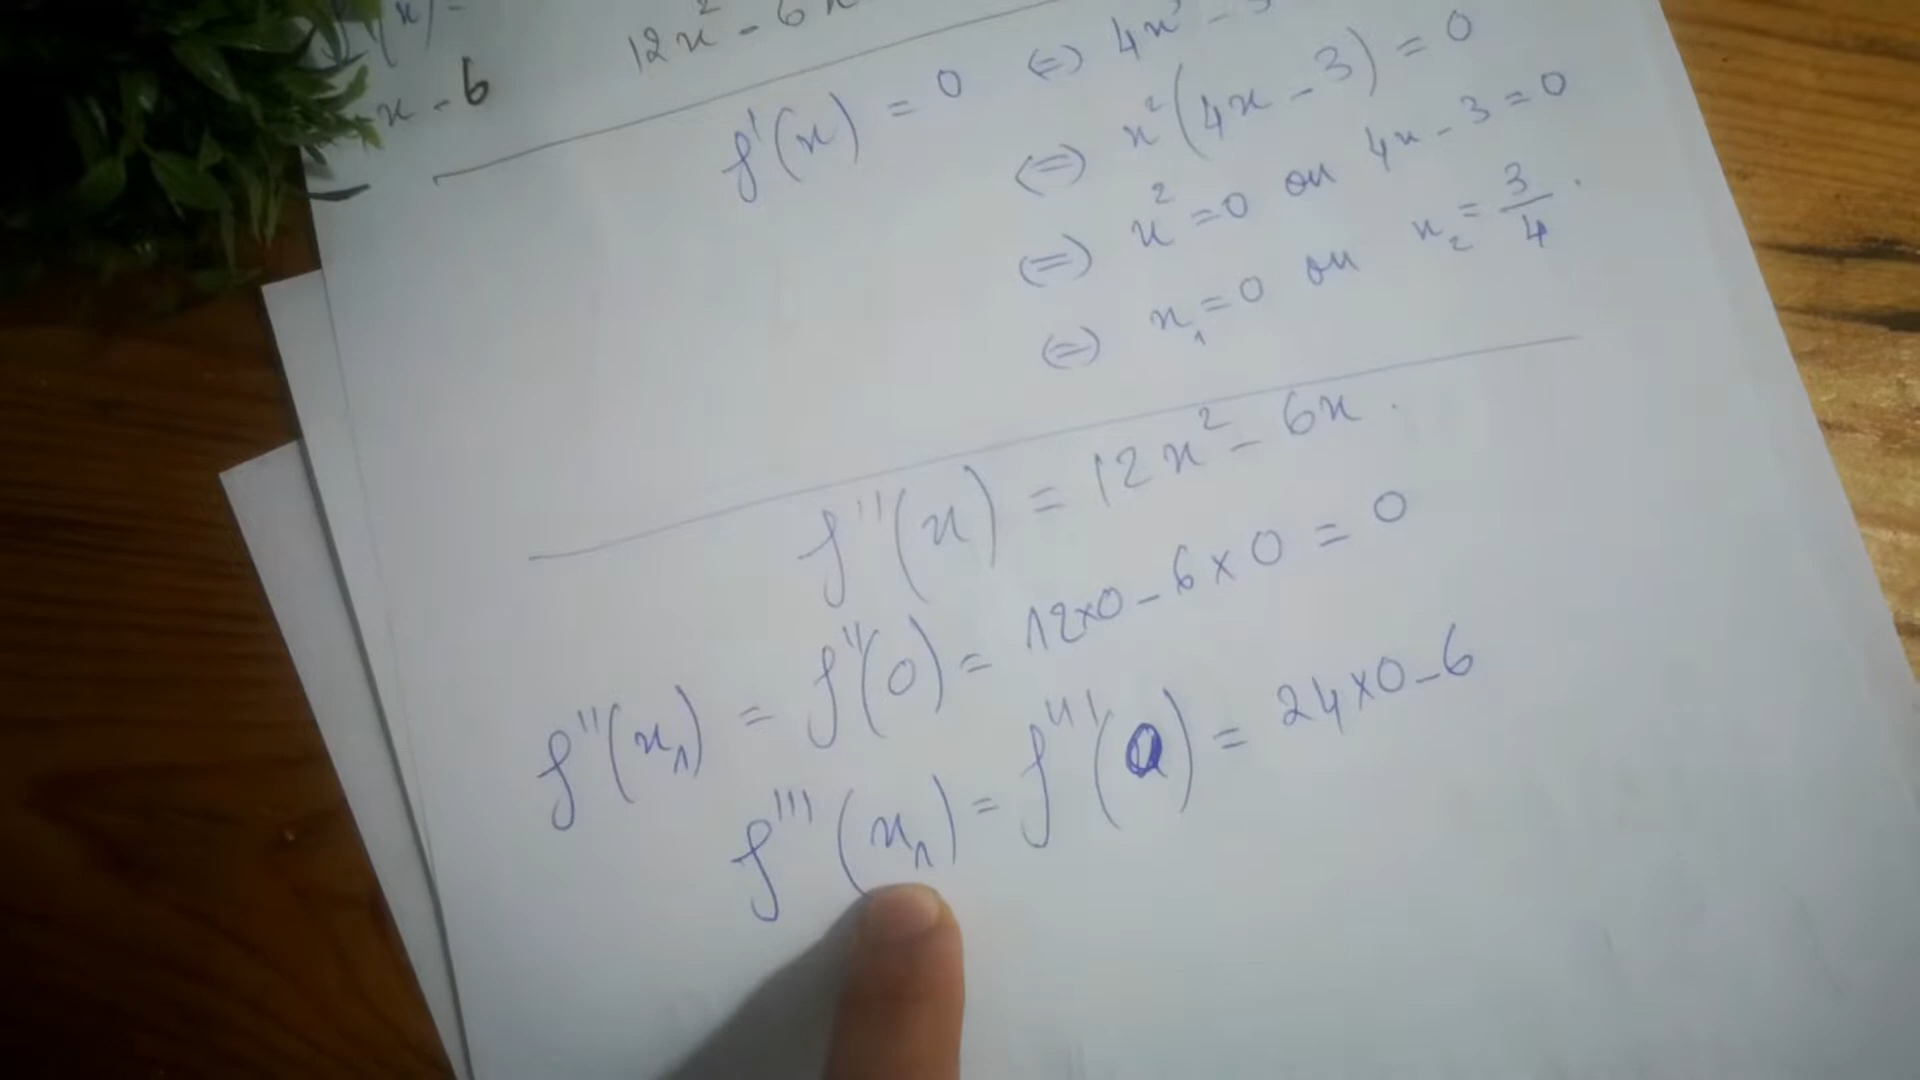 (x) =
x - 6
12x² - 6x
f'(x) = 0 ⇔ 4x³ - 3
⇔ x²(4x - 3) = 0
⇔ x² = 0 ou 4x - 3 = 0
⇔ x₁ = 0 ou x₂ = 3/4 .
f''(x) = 12x² - 6x .
f''(x₁) = f''(0) = 12×0 - 6×0 = 0
f'''(x₁) = f'''(0) = 24×0 - 6